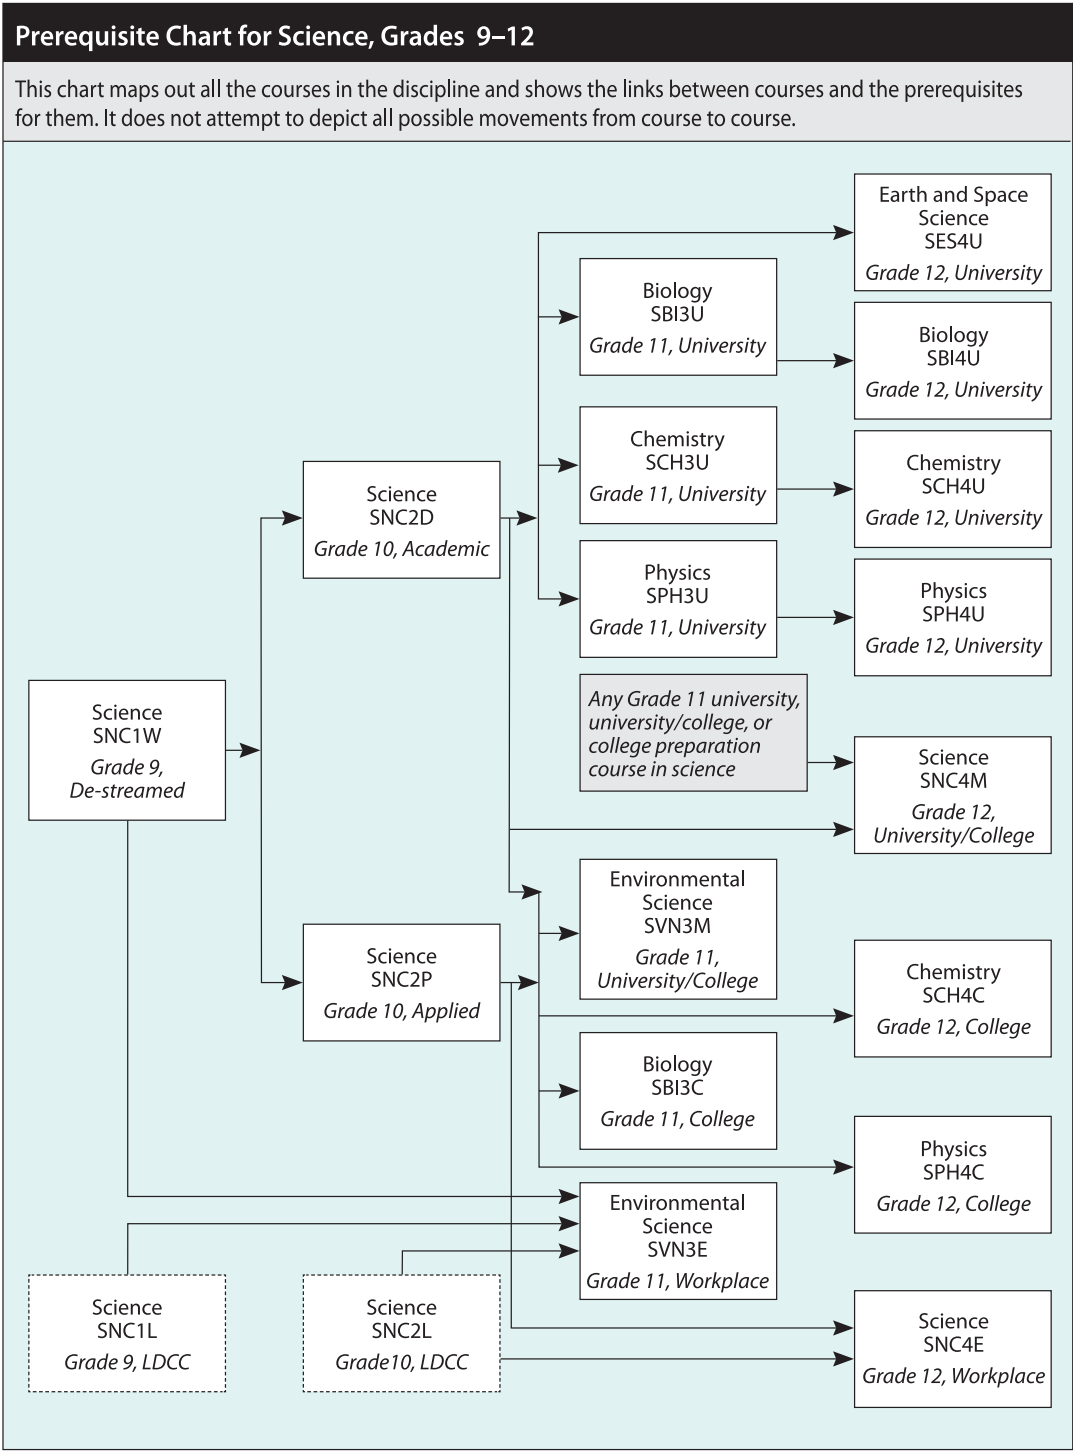 Prerequisite Chart for Science, Grades 9–12
This chart maps out all the courses in the discipline and shows the links between courses and the prerequisites
for them. It does not attempt to depict all possible movements from course to course.
Earth and Space
Science
SES4U
Grade 12, University
Biology
SBI3U
Grade 11, University
Biology
SBI4U
Grade 12, University
Chemistry
SCH3U
Grade 11, University
Chemistry
SCH4U
Grade 12, University
Science
SNC2D
Grade 10, Academic
Physics
SPH3U
Grade 11, University
Physics
SPH4U
Grade 12, University
Science
SNC1W
Grade 9,
De-streamed
Any Grade 11 university,
university/college, or
college preparation
course in science
Science
SNC4M
Grade 12,
University/College
Environmental
Science
SVN3M
Grade 11,
University/College
Science
SNC2P
Grade 10, Applied
Chemistry
SCH4C
Grade 12, College
Biology
SBI3C
Grade 11, College
Physics
SPH4C
Grade 12, College
Environmental
Science
SVN3E
Grade 11, Workplace
Science
SNC1L
Grade 9, LDCC
Science
SNC2L
Grade10, LDCC
Science
SNC4E
Grade 12, Workplace